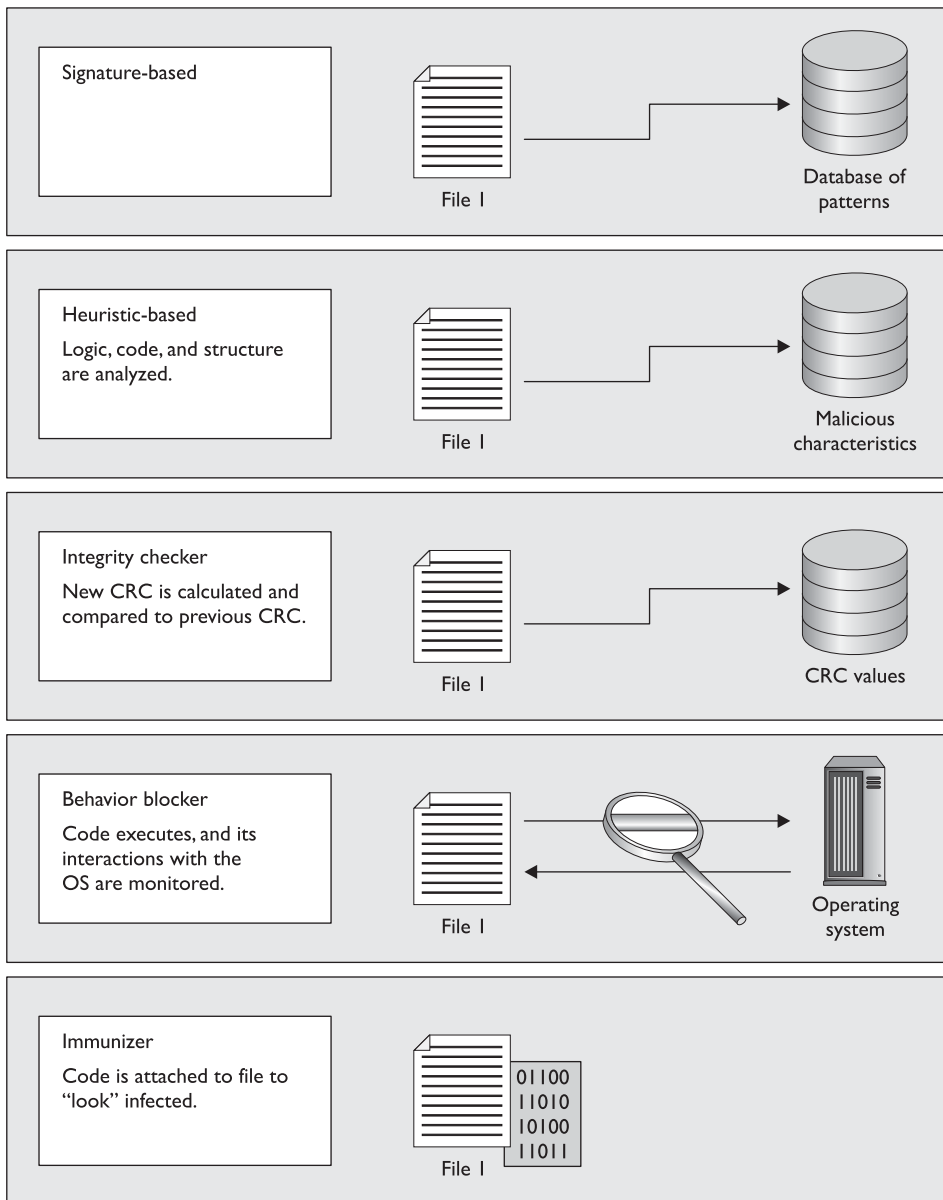 Signature-based
File 1
Database of
patterns
Heuristic-based
Logic, code, and structure
are analyzed.
File 1
Malicious
characteristics
Integrity checker
New CRC is calculated and
compared to previous CRC.
File 1
CRC values
Behavior blocker
Code executes, and its
interactions with the
OS are monitored.
File 1
Operating
system
Immunizer
Code is attached to file to
“look” infected.
01100
11010
10100
11011
File 1